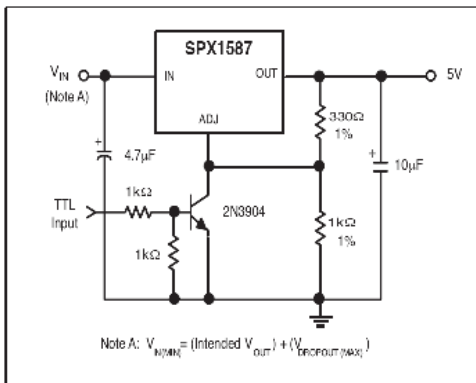 SPX1587
V_IN
IN
OUT
5V
(Note A)
ADJ
330Ω
1%
4.7µF
10µF
1kΩ
2N3904
TTL
Input
1kΩ
1%
1kΩ
Note A: V_IN(MIN)= (Intended V_OUT) + (V_DROPOUT (MAX))